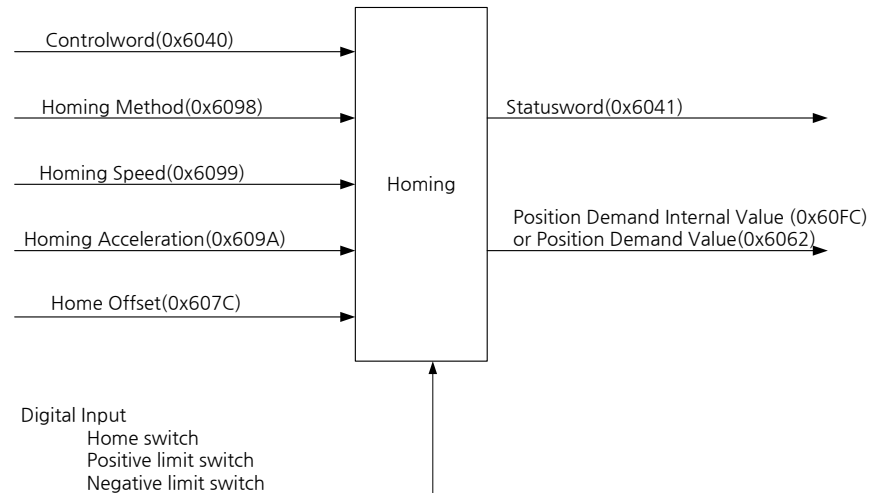 Controlword(0x6040)
Homing Method(0x6098)
Homing Speed(0x6099)
Homing Acceleration(0x609A)
Home Offset(0x607C)
Homing
Statusword(0x6041)
Position Demand Internal Value (0x60FC)
or Position Demand Value(0x6062)
Digital Input
Home switch
Positive limit switch
Negative limit switch